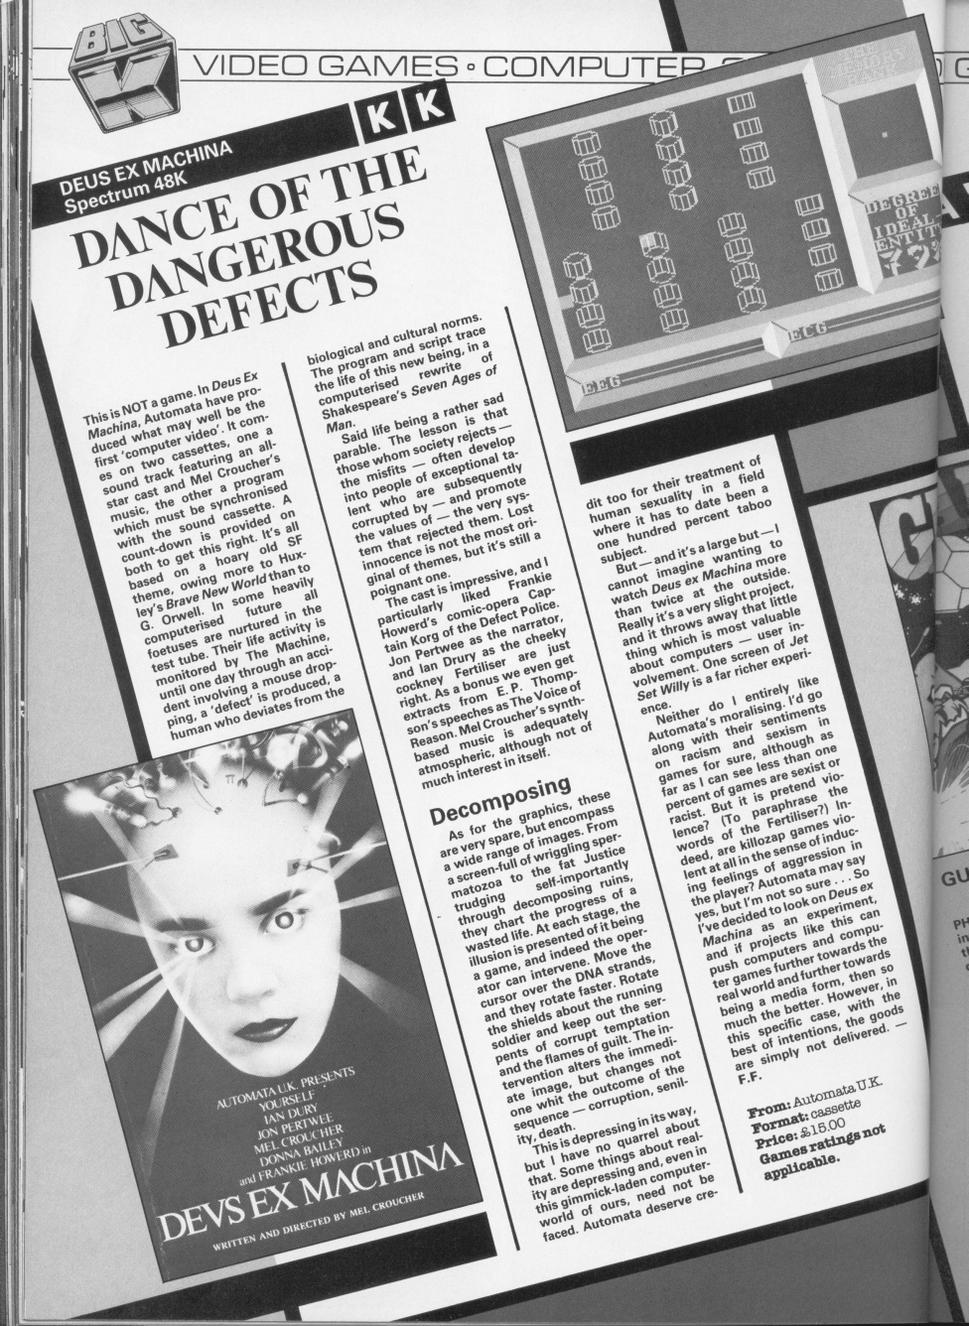 BIG
K
VIDEO GAMES • COMPUTER
KK
DEUS EX MACHINA
Spectrum 48K
DANCE OF THE
DANGEROUS
DEFECTS
This is NOT a game. In Deus Ex
Machina, Automata have pro-
duced what may well be the
first 'computer video'. It com-
es on two cassettes, one a
sound track featuring an all-
star cast and Mel Croucher's
music, the other a program
which must be synchronised
with the sound cassette. A
count-down is provided on
both to get this right. It's all
based on a hoary old SF
theme, owing more to Hux-
ley's Brave New World than to
G. Orwell. In some heavily
computerised future all
foetuses are nurtured in the
test tube. Their life activity is
monitored by The Machine,
until one day through an acci-
dent involving a mouse drop-
ping, a 'defect' is produced, a
human who deviates from the
biological and cultural norms.
The program and script trace
the life of this new being, in a
computerised rewrite of
Shakespeare's Seven Ages of
Man.
Said life being a rather sad
parable. The lesson is that
those whom society rejects —
the misfits — often develop
into people of exceptional ta-
lent who are subsequently
corrupted by — and promote
the values of — the very sys-
tem that rejected them. Lost
innocence is not the most ori-
ginal of themes, but it's still a
poignant one.
The cast is impressive, and I
particularly liked Frankie
Howerd's comic-opera Cap-
tain Korg of the Defect Police.
Jon Pertwee as the narrator,
and Ian Drury as the cheeky
cockney Fertiliser are just
right. As a bonus we even get
extracts from E. P. Thomp-
son's speeches as The Voice of
Reason. Mel Croucher's synth-
based music is adequately
atmospheric, although not of
much interest in itself.
Decomposing
As for the graphics, these
are very spare, but encompass
a wide range of images. From
a screen-full of wriggling sper-
matozoa to the fat Justice
trudging self-importantly
through decomposing ruins,
they chart the progress of a
wasted life. At each stage, the
illusion is presented of it being
a game, and indeed the oper-
ator can intervene. Move the
cursor over the DNA strands,
and they rotate faster. Rotate
the shields about the running
soldier and keep out the ser-
pents of corrupt temptation
and the flames of guilt. The in-
tervention alters the immedi-
ate image, but changes not
one whit the outcome of the
sequence — corruption, senil-
ity, death.
This is depressing in its way,
but I have no quarrel about
that. Some things about real-
ity are depressing and, even in
this gimmick-laden computer-
world of ours, need not be
faced. Automata deserve cre-
dit too for their treatment of
human sexuality in a field
where it has to date been a
one hundred percent taboo
subject.
But — and it's a large but — I
cannot imagine wanting to
watch Deus ex Machina more
than twice at the outside.
Really it's a very slight project,
and it throws away that little
thing which is most valuable
about computers — user in-
volvement. One screen of Jet
Set Willy is a far richer experi-
ence.
Neither do I entirely like
Automata's moralising. I'd go
along with their sentiments
on racism and sexism in
games for sure, although as
far as I can see less than one
percent of games are sexist or
racist. But it is pretend vio-
lence? (To paraphrase the
words of the Fertiliser?) In-
deed, are killozap games vio-
lent at all in the sense of induc-
ing feelings of aggression in
the player? Automata may say
yes, but I'm not so sure . . . So
I've decided to look on Deus ex
Machina as an experiment,
and if projects like this can
push computers and compu-
ter games further towards the
real world and further towards
being a media form, then so
much the better. However, in
this specific case, with the
best of intentions, the goods
are simply not delivered. —
F.F.
From: Automata U.K.
Format: cassette
Price: £15.00
Games ratings not
applicable.
THE
MEMORY
BANK
DEGREE
OF
IDEAL
ENTITY
EEG
ECG
π
AUTOMATA U.K. PRESENTS
YOURSELF
IAN DURY
JON PERTWEE
MEL CROUCHER
DONNA BAILEY
and FRANKIE HOWERD in
DEVS EX MACHINA
WRITTEN AND DIRECTED BY MEL CROUCHER
GU